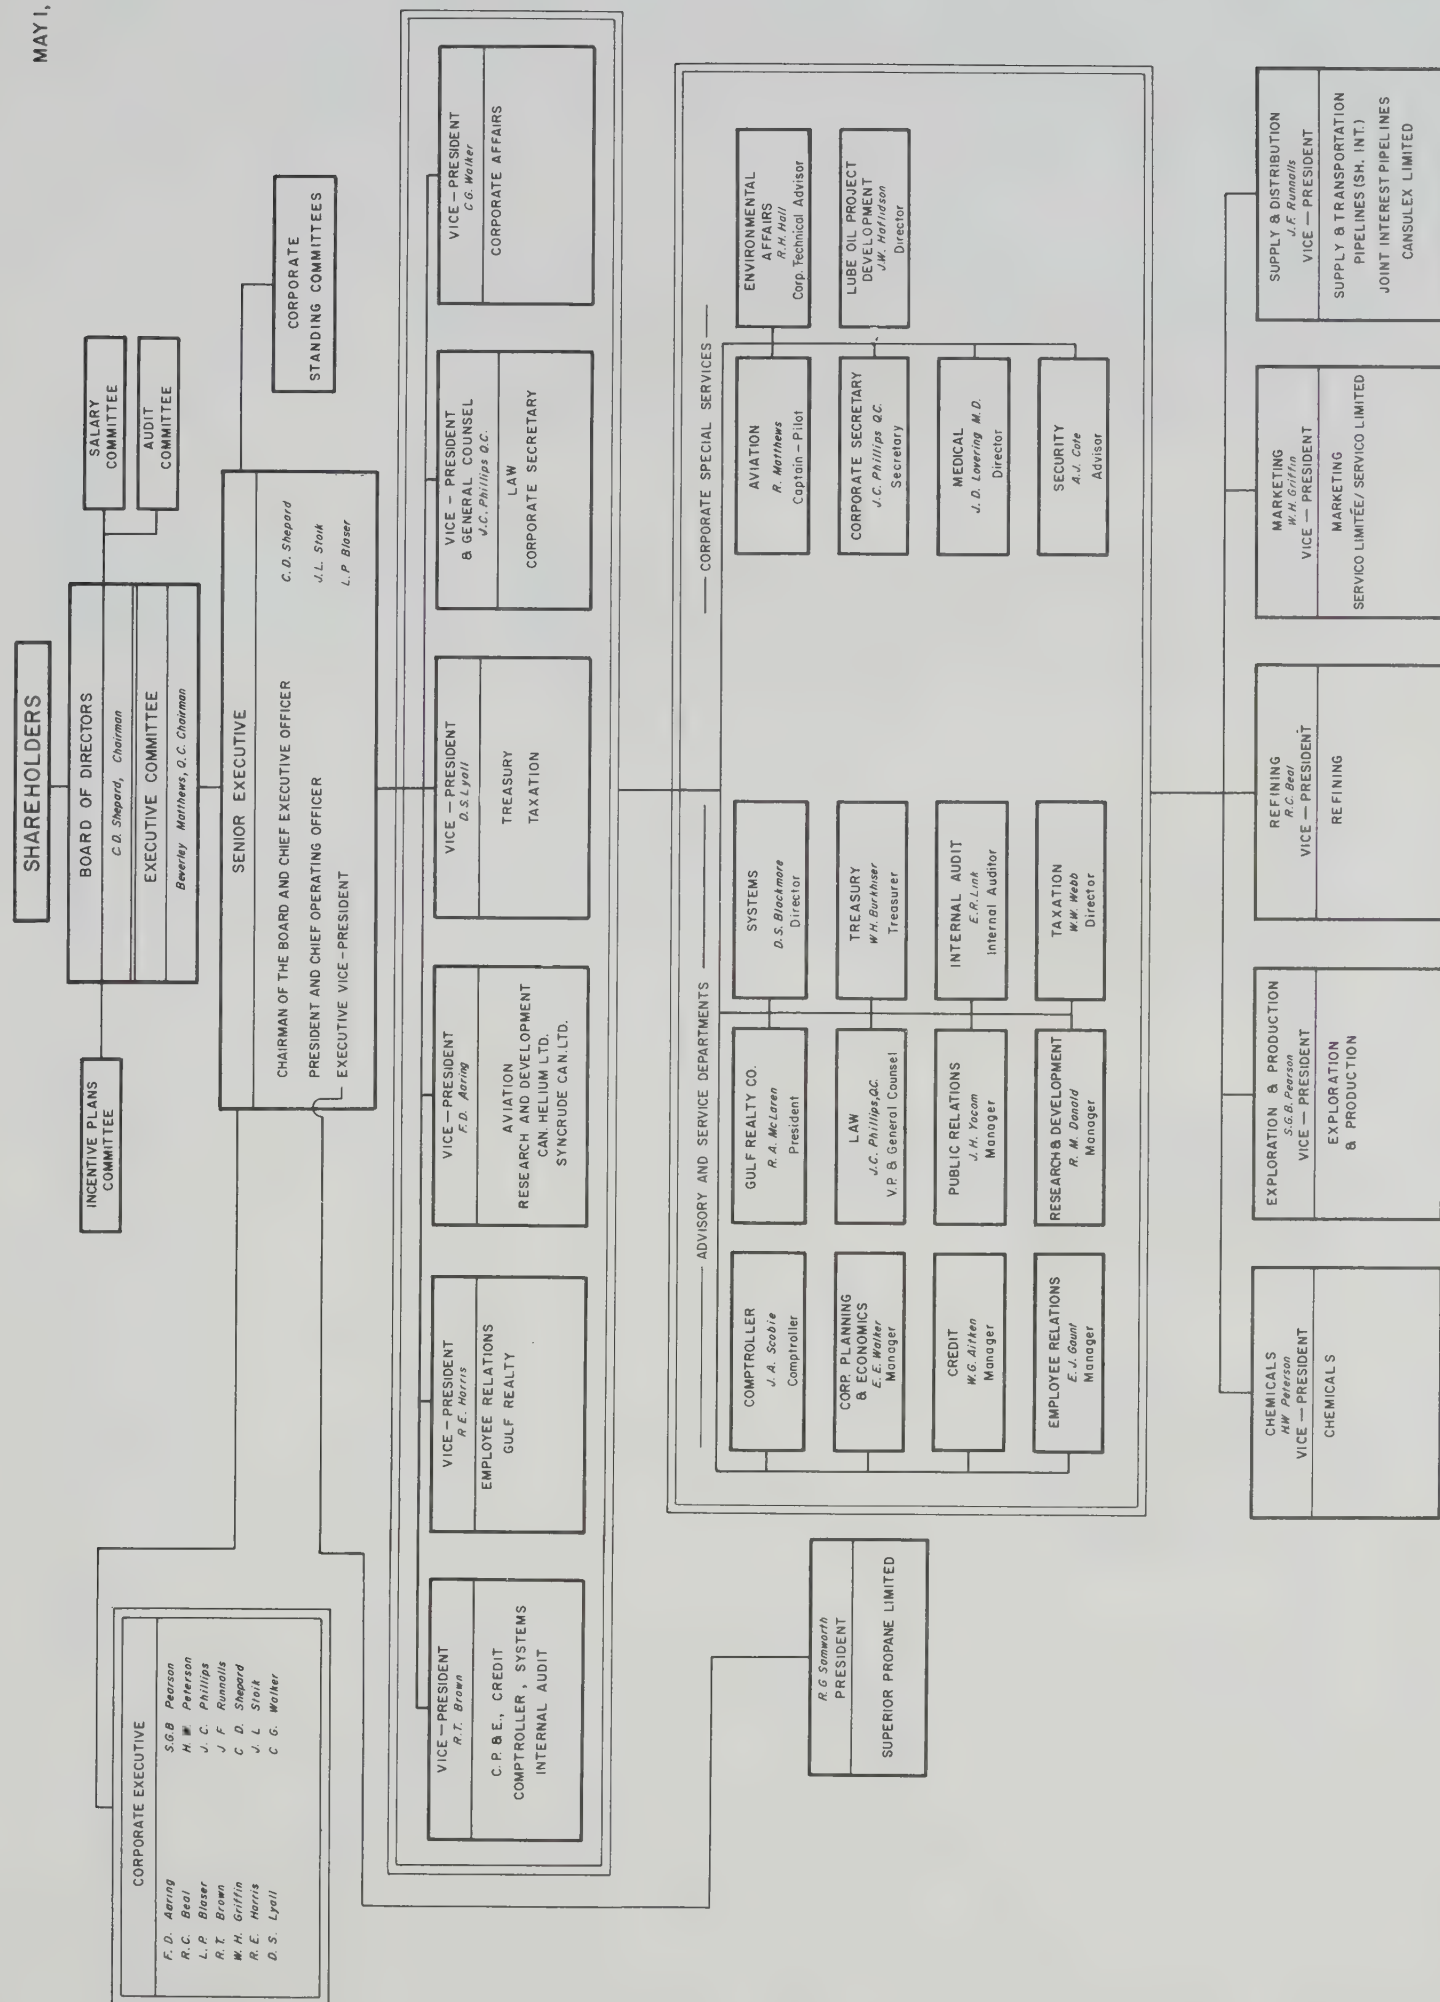 MAY 1,
SHAREHOLDERS
BOARD OF DIRECTORS
C.D. Shepard, Chairman
EXECUTIVE COMMITTEE
Beverley Matthews, Q.C. Chairman
INCENTIVE PLANS
COMMITTEE
SALARY
COMMITTEE
AUDIT
COMMITTEE
SENIOR EXECUTIVE
CHAIRMAN OF THE BOARD AND CHIEF EXECUTIVE OFFICER C.D. Shepard
PRESIDENT AND CHIEF OPERATING OFFICER J.L. Stoik
EXECUTIVE VICE-PRESIDENT L.P. Blaser
CORPORATE
STANDING COMMITTEES
CORPORATE EXECUTIVE
F. D. Aaring S.G.B Pearson
R.C. Beal H.W. Peterson
L.P. Blaser J. C. Phillips
R.T. Brown J F Runnalls
W.H. Griffin C D. Shepard
R.E. Harris J. L Stoik
D.S. Lyall C G. Walker
VICE-PRESIDENT
R.T. Brown
C.P. & E., CREDIT
COMPTROLLER, SYSTEMS
INTERNAL AUDIT
VICE-PRESIDENT
R E. Harris
EMPLOYEE RELATIONS
GULF REALTY
VICE-PRESIDENT
F. D. Aaring
AVIATION
RESEARCH AND DEVELOPMENT
CAN. HELIUM LTD.
SYNCRUDE CAN. LTD.
VICE-PRESIDENT
D.S. Lyall
TREASURY
TAXATION
VICE - PRESIDENT
& GENERAL COUNSEL
J.C. Phillips Q.C.
LAW
CORPORATE SECRETARY
VICE-PRESIDENT
C G. Walker
CORPORATE AFFAIRS
ADVISORY AND SERVICE DEPARTMENTS
CORPORATE SPECIAL SERVICES
COMPTROLLER
J. A. Scobie
Comptroller
GULF REALTY CO.
R. A. McLaren
President
SYSTEMS
D.S. Blackmore
Director
AVIATION
R. Matthews
Captain-Pilot
ENVIRONMENTAL
AFFAIRS
R.H. Hall
Corp. Technical Advisor
CORP. PLANNING
& ECONOMICS
E. E. Walker
Manager
LAW
J.C. Phillips, Q.C.
V.P. & General Counsel
TREASURY
W.H. Burkhiser
Treasurer
CORPORATE SECRETARY
J.C. Phillips Q.C.
Secretary
LUBE OIL PROJECT
DEVELOPMENT
J.W. Haflidson
Director
CREDIT
W.G. Aitken
Manager
PUBLIC RELATIONS
J. H. Yocom
Manager
INTERNAL AUDIT
E.R. Link
Internal Auditor
MEDICAL
J.D. Lovering M.D.
Director
EMPLOYEE RELATIONS
E. J. Gaunt
Manager
RESEARCH & DEVELOPMENT
R. M. Donald
Manager
TAXATION
W.W. Webb
Director
SECURITY
A.J. Cote
Advisor
R.G Samworth
PRESIDENT
SUPERIOR PROPANE LIMITED
CHEMICALS
H.W Peterson
VICE-PRESIDENT
CHEMICALS
EXPLORATION & PRODUCTION
S.G.B. Pearson
VICE-PRESIDENT
EXPLORATION
& PRODUCTION
REFINING
R.C. Beal
VICE-PRESIDENT
REFINING
MARKETING
W.H. Griffin
VICE-PRESIDENT
MARKETING
SERVICO LIMITÉE/ SERVICO LIMITED
SUPPLY & DISTRIBUTION
J.F. Runnalls
VICE-PRESIDENT
SUPPLY & TRANSPORTATION
PIPELINES (SH. INT.)
JOINT INTEREST PIPELINES
CANSULEX LIMITED